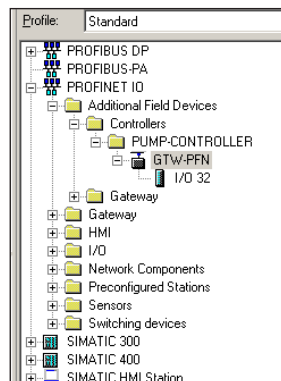 Profile: Standard
PROFIBUS DP
PROFIBUS-PA
PROFINET IO
Additional Field Devices
Controllers
PUMP-CONTROLLER
GTW-PFN
I/O 32
Gateway
Gateway
HMI
I/O
Network Components
Preconfigured Stations
Sensors
Switching devices
SIMATIC 300
SIMATIC 400
SIMATIC HMI Station